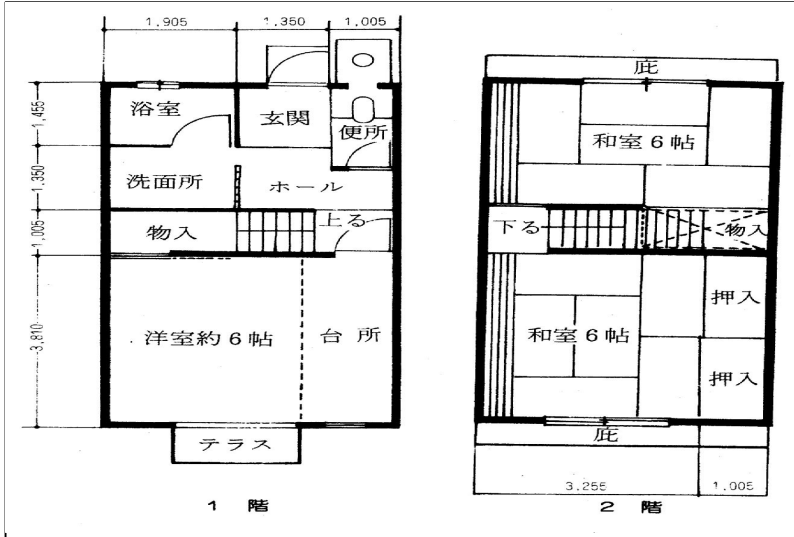 1,905 1,350 1,005
浴室
玄関
便所
1,455
洗面所
ホール
1,350
物入
上る
1,005
洋室約6帖
台所
3,810
テラス
1階
庇
和室6帖
下る
物入
押入
和室6帖
押入
庇
3.255 1,005
2階